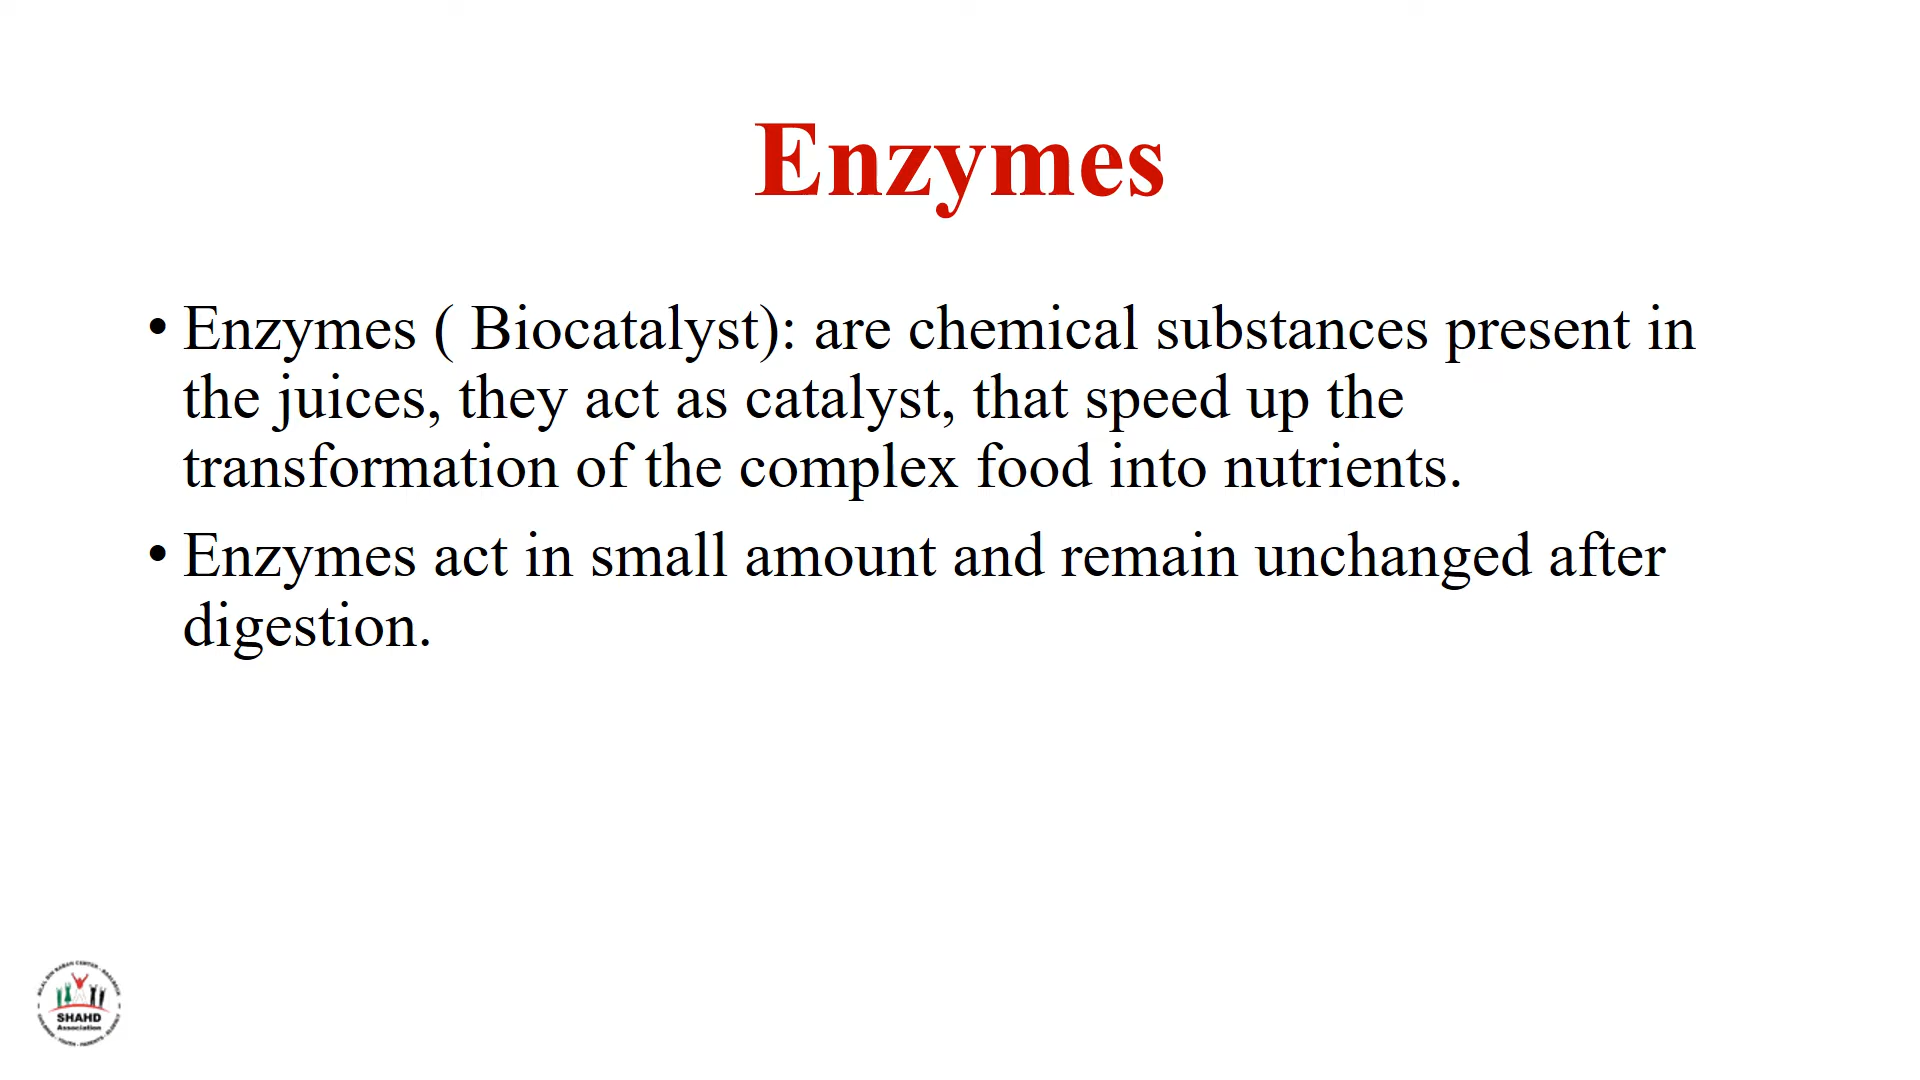 Enzymes
• Enzymes ( Biocatalyst): are chemical substances present in
the juices, they act as catalyst, that speed up the
transformation of the complex food into nutrients.
• Enzymes act in small amount and remain unchanged after
digestion.
SHAHD
Association